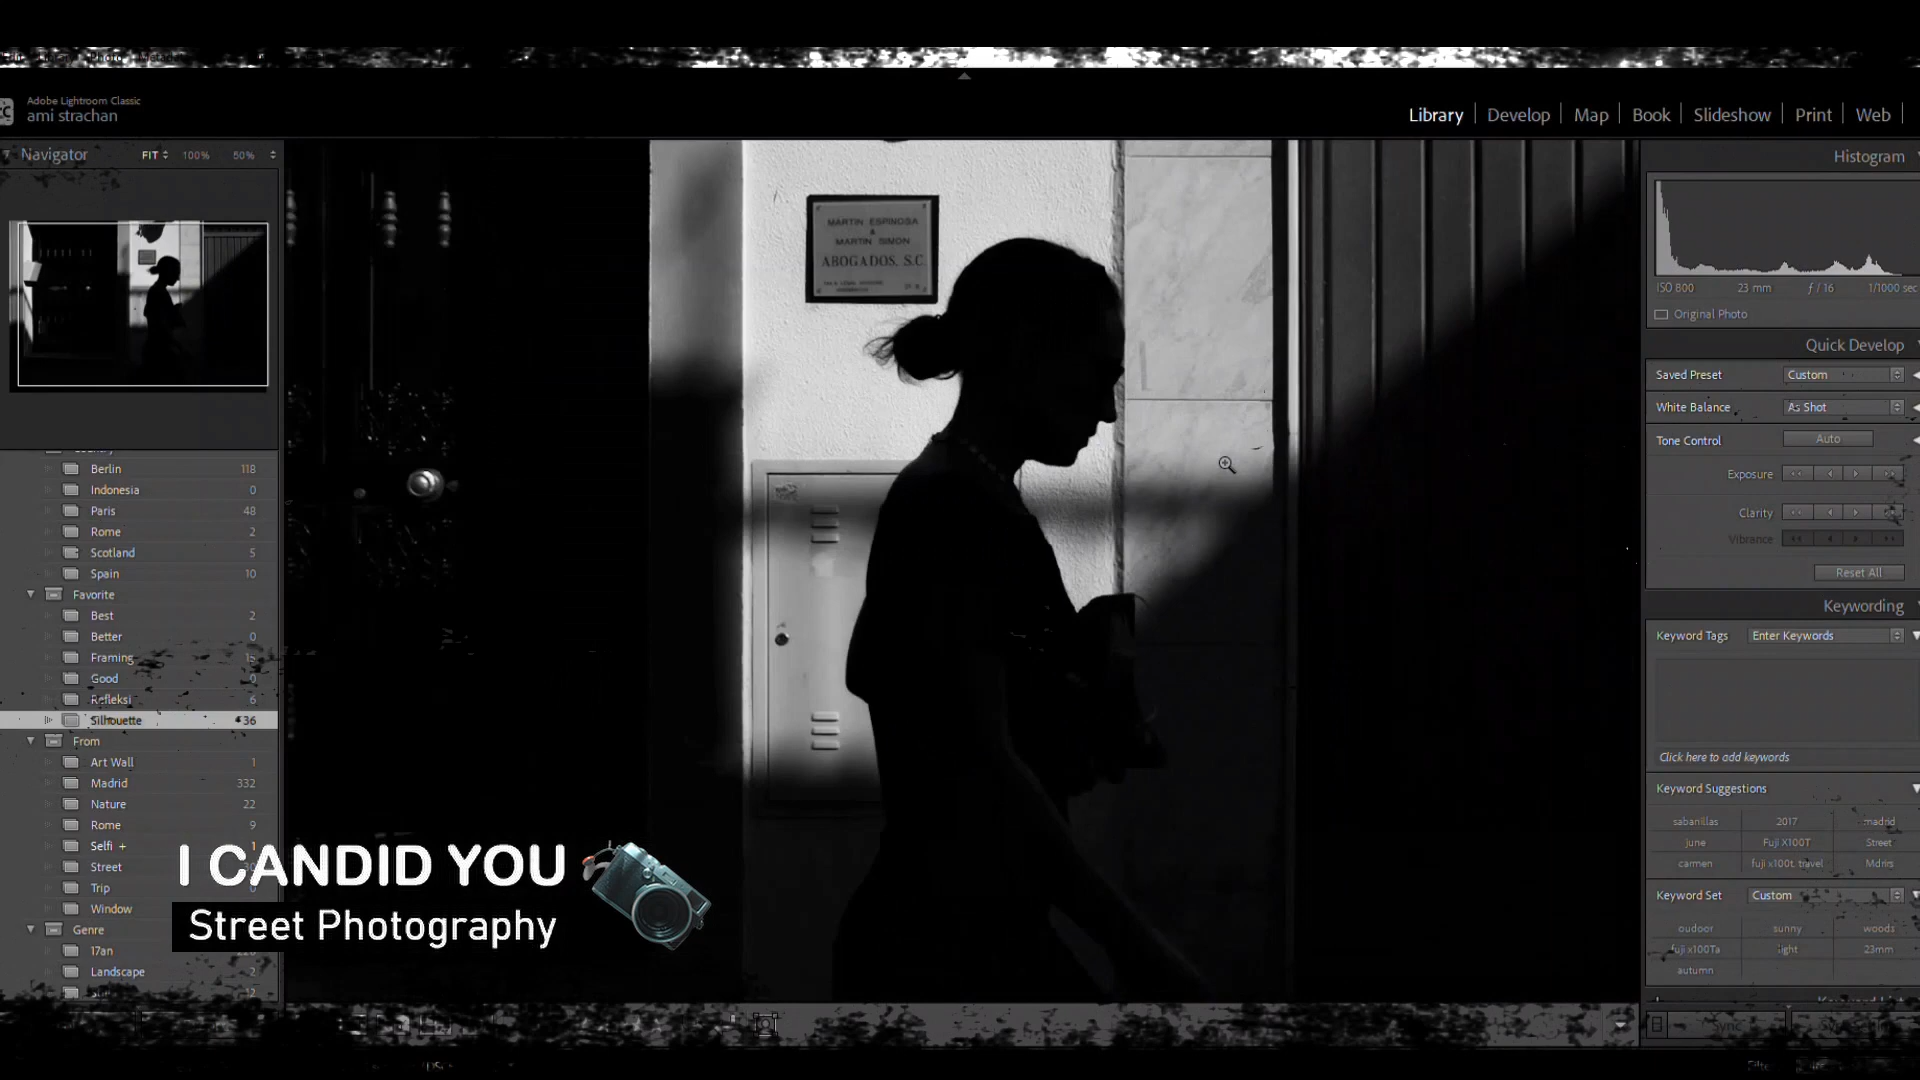 Adobe Lightroom Classic
ami strachan
Library Develop Map Book Slideshow Print Web
Navigator FIT 100% 50%
Histogram
ISO 800 23 mm ƒ / 16 1/1000 sec
Original Photo
Quick Develop
Saved Preset Custom
White Balance As Shot
Tone Control Auto
Exposure
Clarity
Vibrance
Reset All
Keywording
Keyword Tags Enter Keywords
Click here to add keywords
Keyword Suggestions
sabanillas 2017 madrid
june Fuji X100T Street
carmen fuji x100t, travel
Keyword Set Custom
oudoor sunny woods
fuji x100Ta light 23mm
autumn
MARTIN ESPINOSA
&
MARTIN SIMON
ABOGADOS, S.C.
Berlin 118
Indonesia 0
Paris 48
Rome 2
Scotland 5
Spain 10
Favorite
Best 2
Better 0
Framing 15
Good 0
Refleksi 6
Silhouette 36
From
Art Wall 1
Madrid 332
Nature 22
Rome 9
Selfi + 1
Street
Trip
Window
Genre
17an
Landscape 2
12
I CANDID YOU
Street Photography
Sync